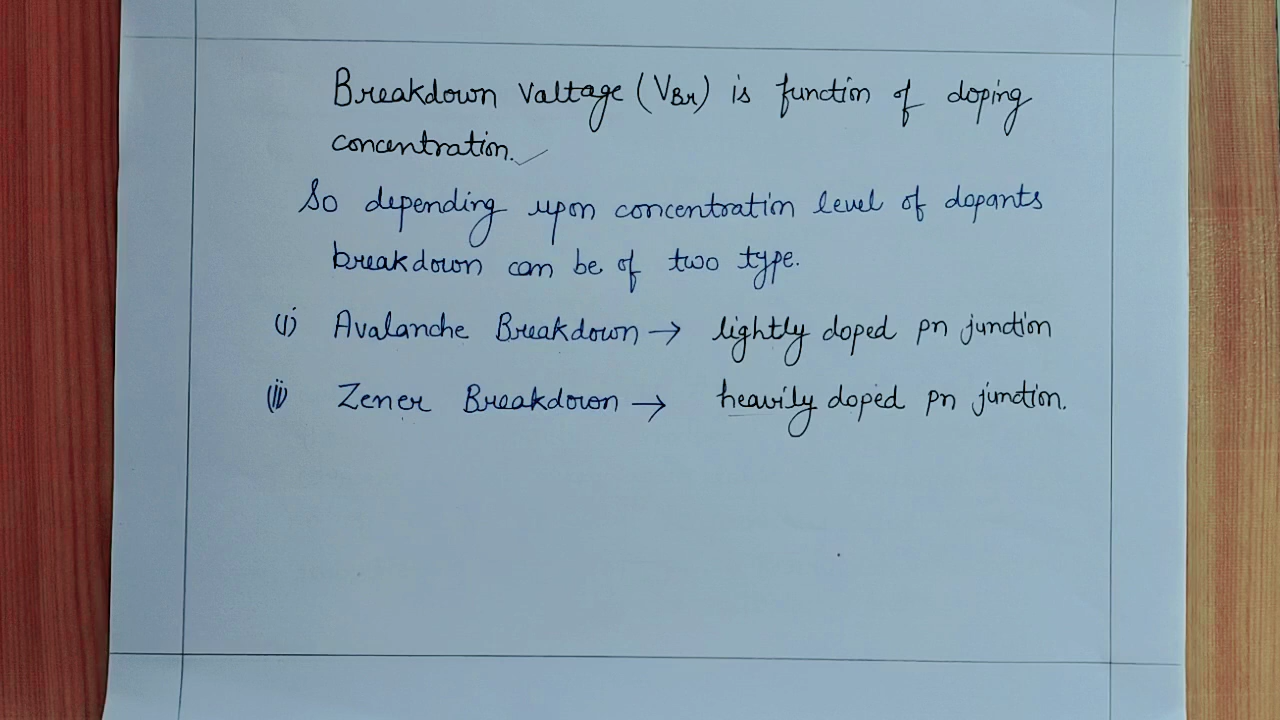 Breakdown Valtage (VBr) is function of doping
concentration.
So depending upon concentration level of dopants
breakdown can be of two type.
(i) Avalanche Breakdown → lightly doped pn junction
(ii) Zener Breakdown → heavily doped pn junction.